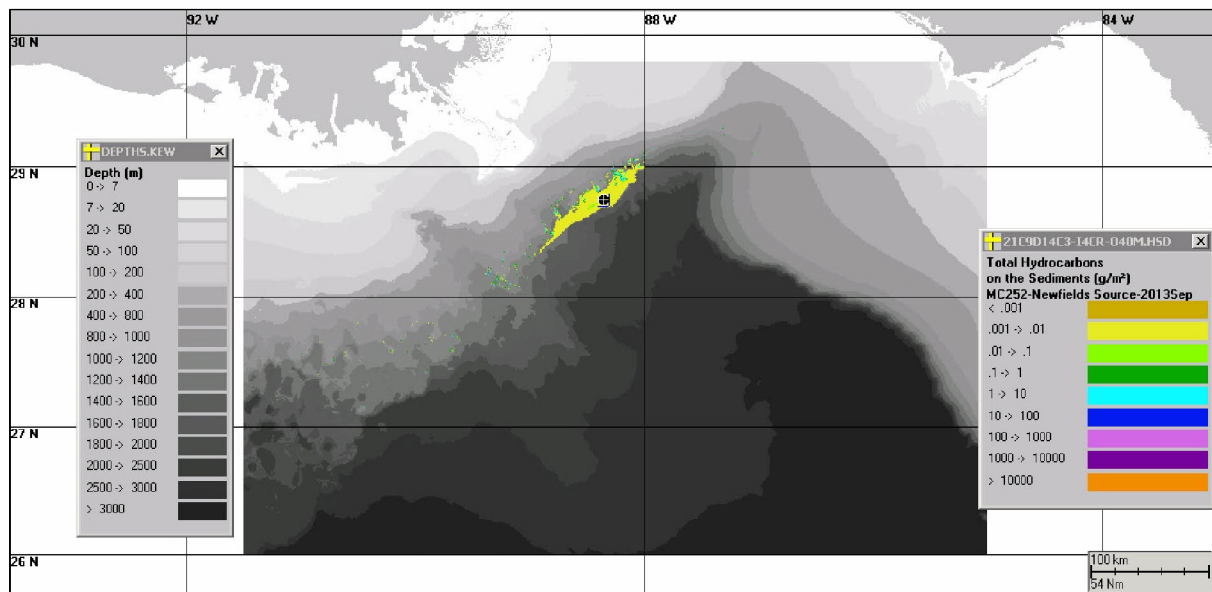 92 W
88 W
84 W
30 N
29 N
28 N
27 N
26 N
DEPTHS.KEW
Depth (m)
0 -> 7
7 -> 20
20 -> 50
50 -> 100
100 -> 200
200 -> 400
400 -> 800
800 -> 1000
1000 -> 1200
1200 -> 1400
1400 -> 1600
1600 -> 1800
1800 -> 2000
2000 -> 2500
2500 -> 3000
> 3000
21C9D14C3-I4CR-O40M.HSD
Total Hydrocarbons
on the Sediments (g/m²)
MC252-Newfields Source-2013Sep
< .001
.001 -> .01
.01 -> .1
.1 -> 1
1 -> 10
10 -> 100
100 -> 1000
1000 -> 10000
> 10000
100 km
54 Nm